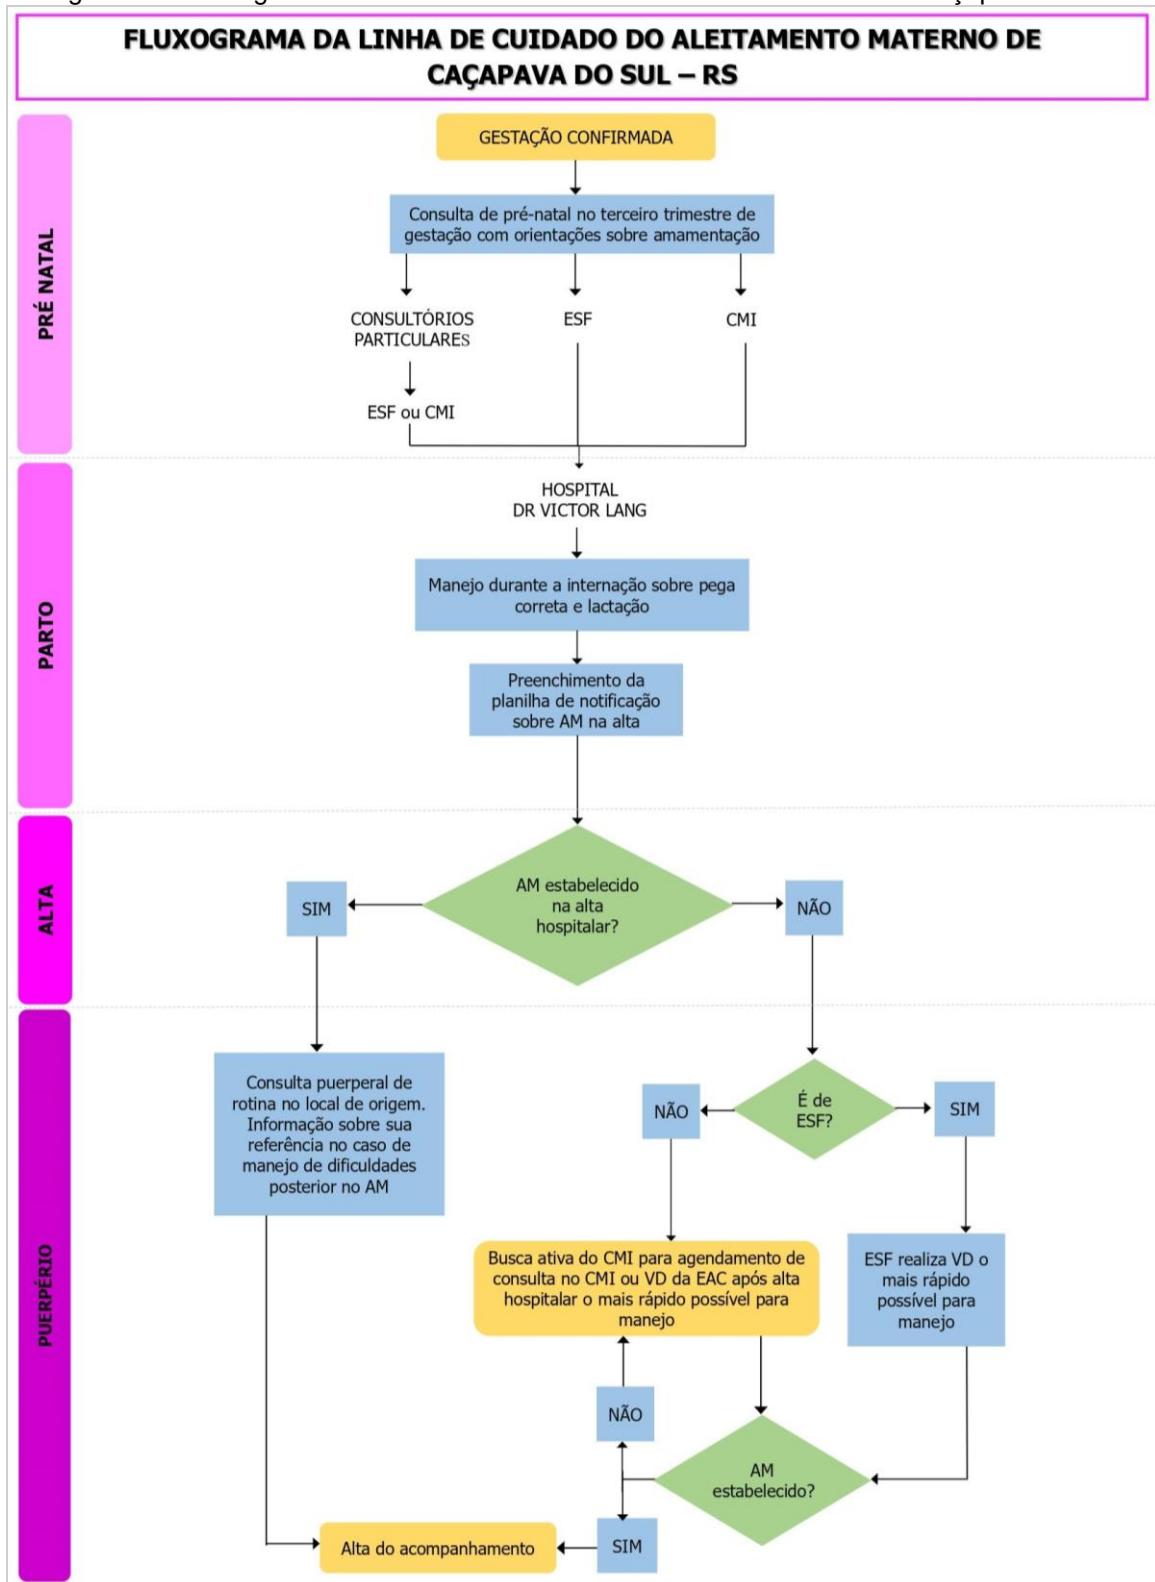 FLUXOGRAMA DA LINHA DE CUIDADO DO ALEITAMENTO MATERNO DE
CAÇAPAVA DO SUL – RS
PRÉ NATAL
GESTAÇÃO CONFIRMADA
Consulta de pré-natal no terceiro trimestre de
gestação com orientações sobre amamentação
CONSULTÓRIOS
PARTICULARES
ESF
CMI
ESF ou CMI
PARTO
HOSPITAL
DR VICTOR LANG
Manejo durante a internação sobre pega
correta e lactação
Preenchimento da
planilha de notificação
sobre AM na alta
ALTA
AM estabelecido
na alta
hospitalar?
SIM
NÃO
PUERPÉRIO
Consulta puerperal de
rotina no local de origem.
Informação sobre sua
referência no caso de
manejo de dificuldades
posterior no AM
É de
ESF?
NÃO
SIM
Busca ativa do CMI para agendamento de
consulta no CMI ou VD da EAC após alta
hospitalar o mais rápido possível para
manejo
ESF realiza VD o
mais rápido
possível para
manejo
NÃO
AM
estabelecido?
SIM
Alta do acompanhamento